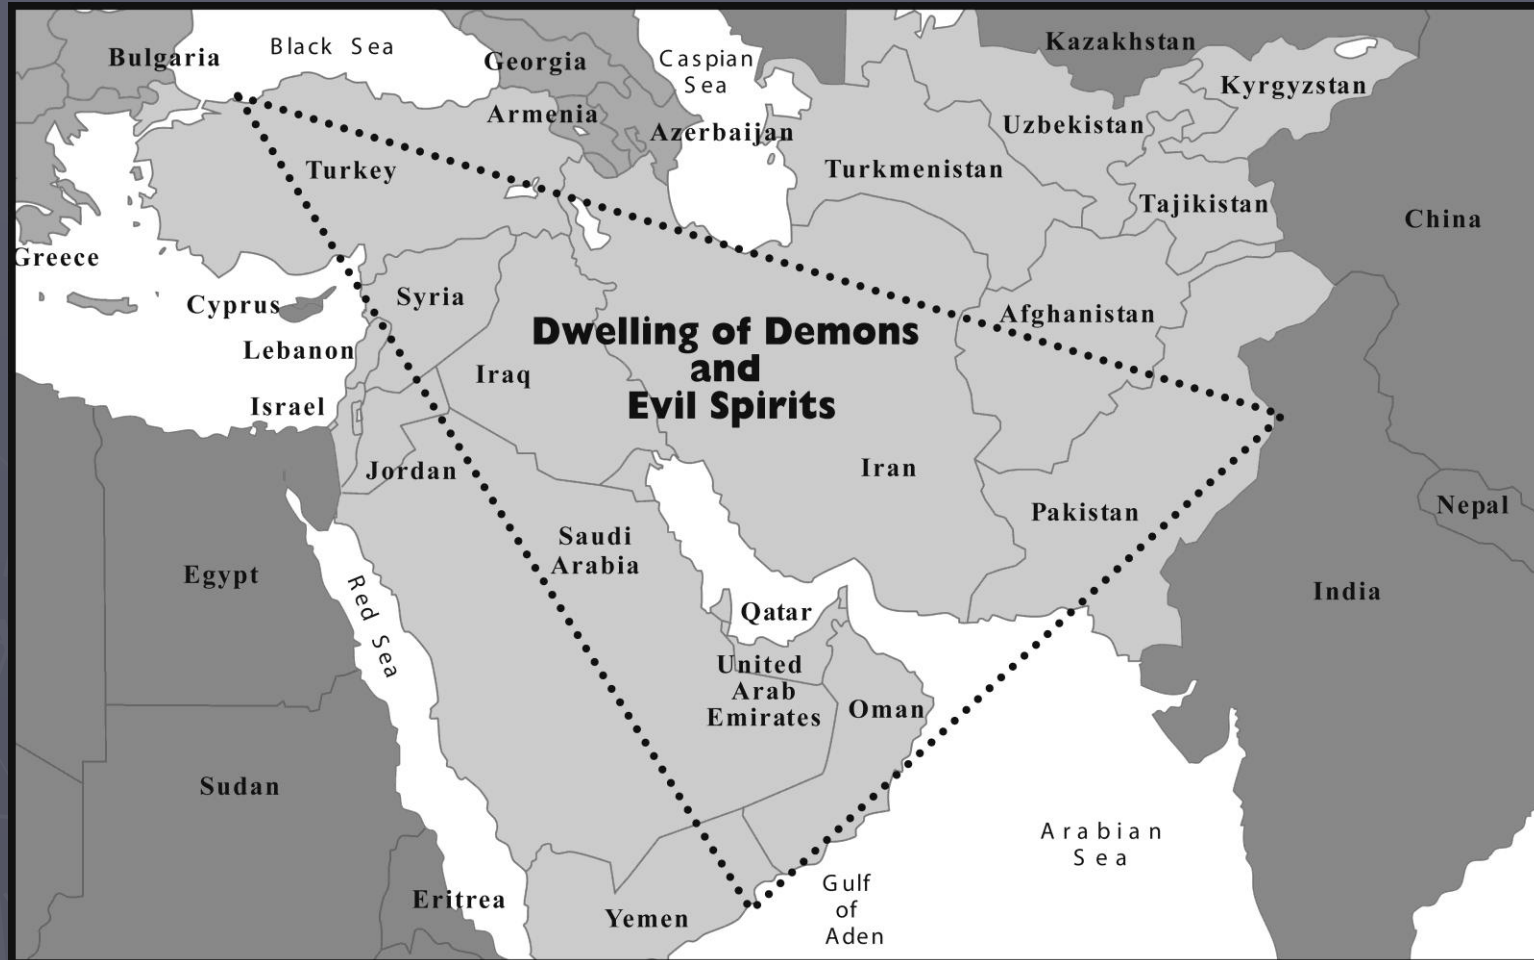 Bulgaria
Black Sea
Georgia
Caspian
Sea
Kazakhstan
Kyrgyzstan
Armenia
Azerbaijan
Uzbekistan
Turkey
Turkmenistan
Tajikistan
China
Greece
Cyprus
Syria
Afghanistan
Dwelling of Demons
and
Evil Spirits
Lebanon
Iraq
Israel
Jordan
Iran
Pakistan
Nepal
Saudi
Arabia
Egypt
Red Sea
Qatar
India
United
Arab
Emirates
Oman
Sudan
Arabian
Sea
Eritrea
Yemen
Gulf
of
Aden